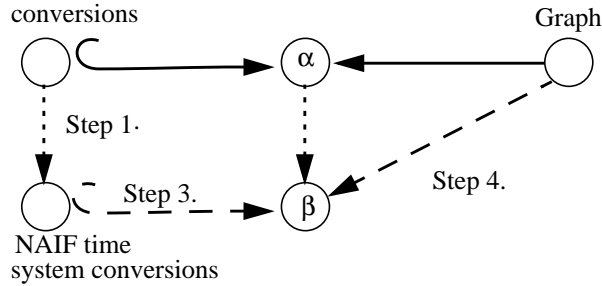 conversions
Graph
α
Step 1.
Step 3.
β
Step 4.
NAIF time
system conversions